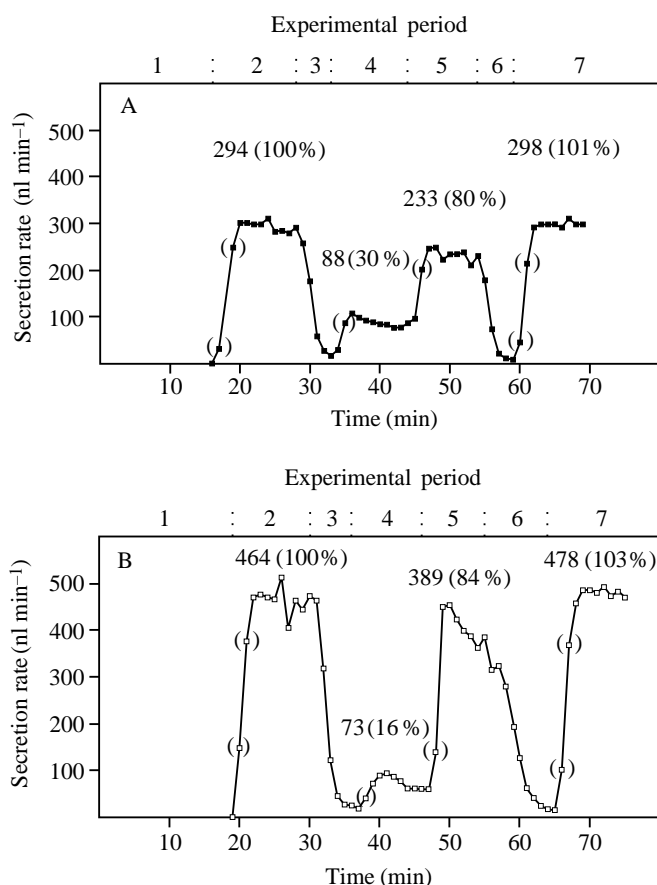 Experimental period
1 : 2 : 3 : 4 : 5 : 6 : 7
A
500
400
300
200
100
Secretion rate (nl min⁻¹)
294 (100 %)
88 (30 %)
233 (80 %)
298 (101 %)
( )
( )
( )
( )
( )
( )
10 20 30 40 50 60 70
Time (min)
Experimental period
1 : 2 : 3 : 4 : 5 : 6 : 7
B
500
400
300
200
100
Secretion rate (nl min⁻¹)
464 (100 %)
73 (16 %)
389 (84 %)
478 (103 %)
( )
( )
( )
( )
( )
( )
10 20 30 40 50 60 70
Time (min)